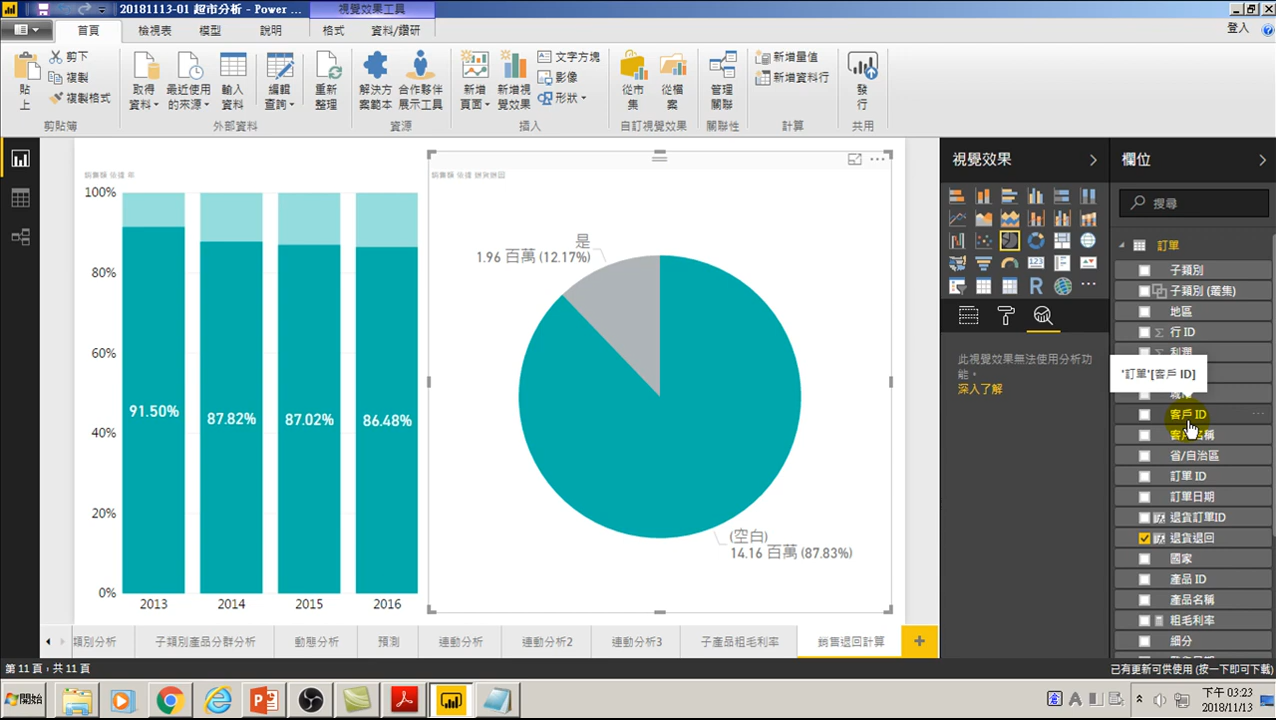 20181113-01 超市分析 - Power ...
視覺效果工具
首頁
檢視表
模型
說明
格式
資料/鑽研
登入
貼上
剪下
複製
複製格式
剪貼簿
取得資料
最近使用的來源
輸入資料
編輯查詢
重新整理
外部資料
解決方案範本
合作夥伴展示工具
資源
新增頁面
新增視覺效果
文字方塊
影像
形狀
插入
從市集
從檔案
自訂視覺效果
管理關聯
關聯性
新增量值
新增資料行
計算
發行
共用
銷售額 依據 年
100%
80%
60%
40%
20%
0%
91.50%
87.82%
87.02%
86.48%
2013
2014
2015
2016
是
1.96 百萬 (12.17%)
(空白)
14.16 百萬 (87.83%)
視覺效果
此視覺效果無法使用分析功能。
深入了解
欄位
搜尋
訂單
子類別
子類別 (叢集)
地區
行 ID
利潤
'訂單'[客戶 ID]
客戶 ID
省/自治區
訂單 ID
訂單日期
退貨訂單ID
退貨退回
國家
產品 ID
產品名稱
粗毛利率
細分
類別分析
子類別產品分群分析
動態分析
預測
連動分析
連動分析2
連動分析3
子產品粗毛利率
銷售退回計算
第 11 頁，共 11 頁
已有更新可供使用 (按一下即可下載)
開始
下午 03:23
2018/11/13